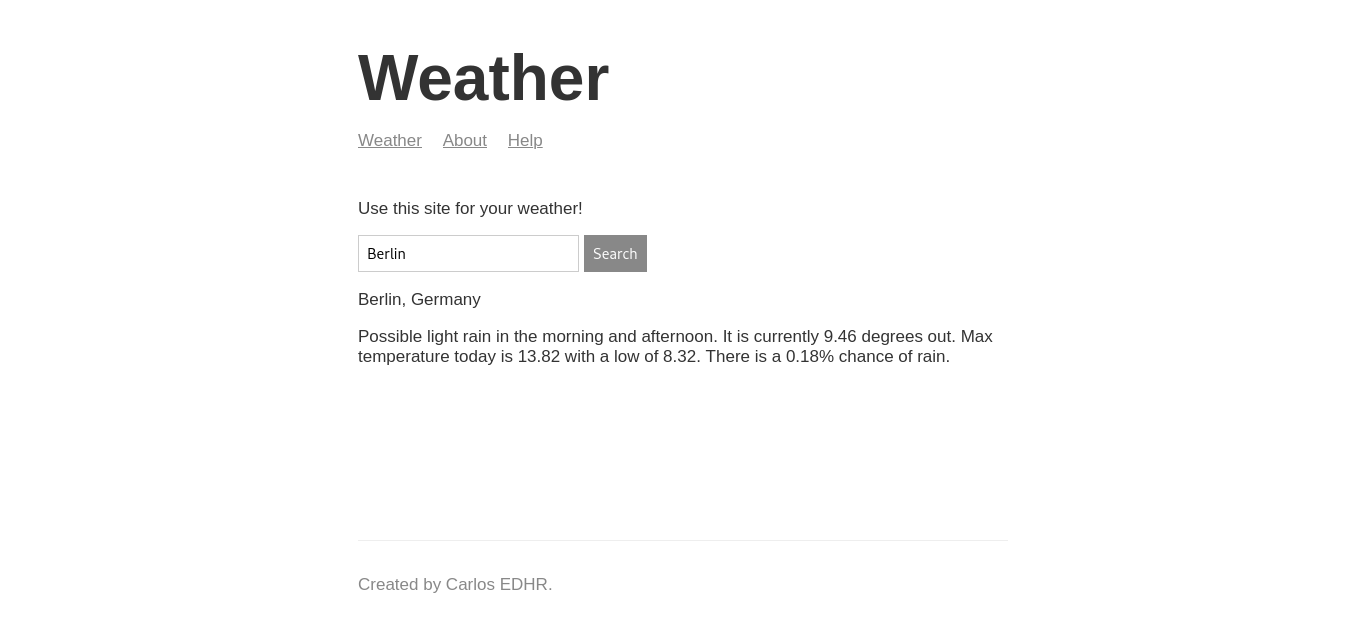 Weather
Weather About Help
Use this site for your weather!
Berlin Search
Berlin, Germany
Possible light rain in the morning and afternoon. It is currently 9.46 degrees out. Max
temperature today is 13.82 with a low of 8.32. There is a 0.18% chance of rain.
Created by Carlos EDHR.